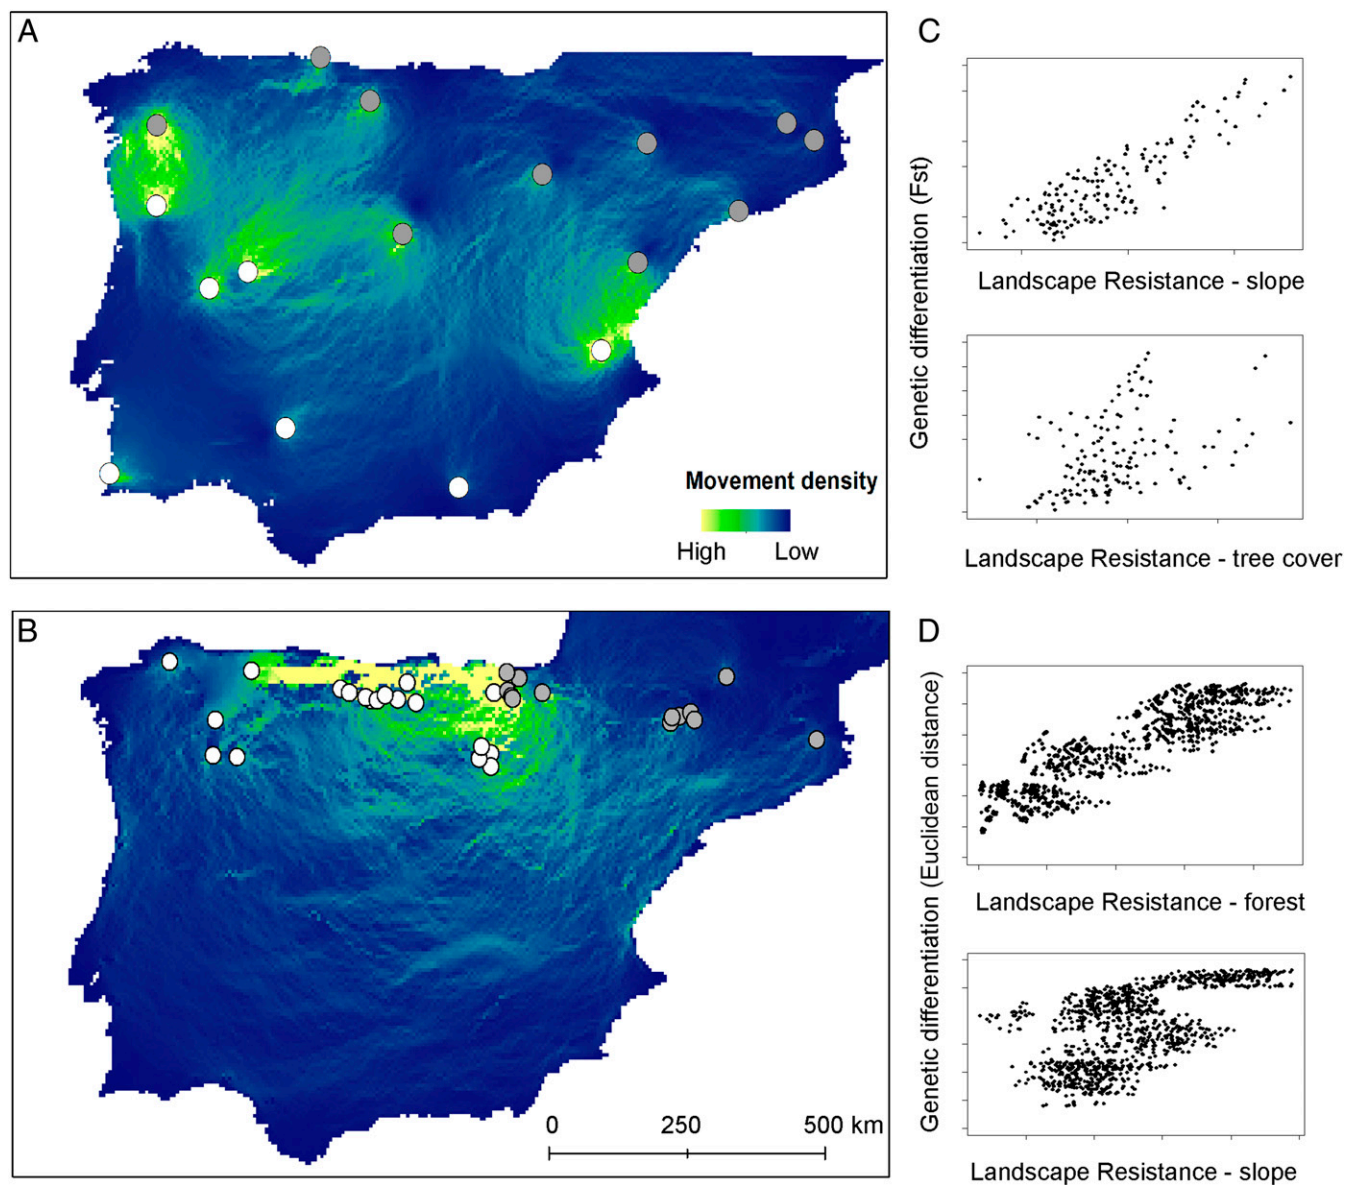 A
Movement density
High Low
B
0 250 500 km
C
Genetic differentiation (Fst)
Landscape Resistance - slope
Landscape Resistance - tree cover
D
Genetic differentiation (Euclidean distance)
Landscape Resistance - forest
Landscape Resistance - slope